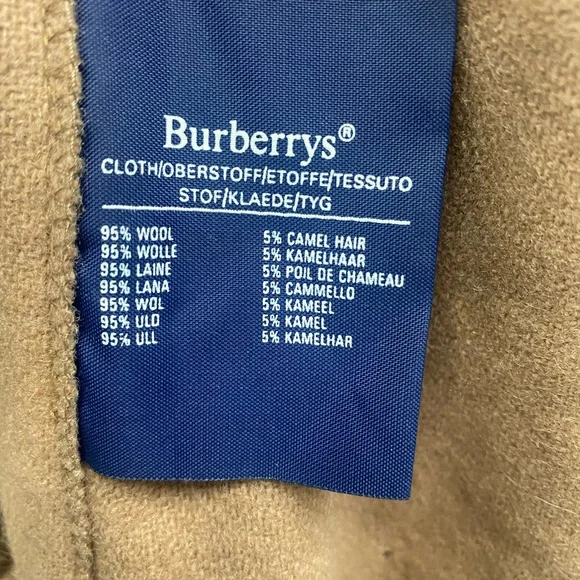 Burberrys®
CLOTH/OBERSTOFF/ETOFFE/TESSUTO
STOF/KLAEDE/TYG
95% WOOL 5% CAMEL HAIR
95% WOLLE 5% KAMELHAAR
95% LAINE 5% POIL DE CHAMEAU
95% LANA 5% CAMMELLO
95% WOL 5% KAMEEL
95% ULD 5% KAMEL
95% ULL 5% KAMELHAR